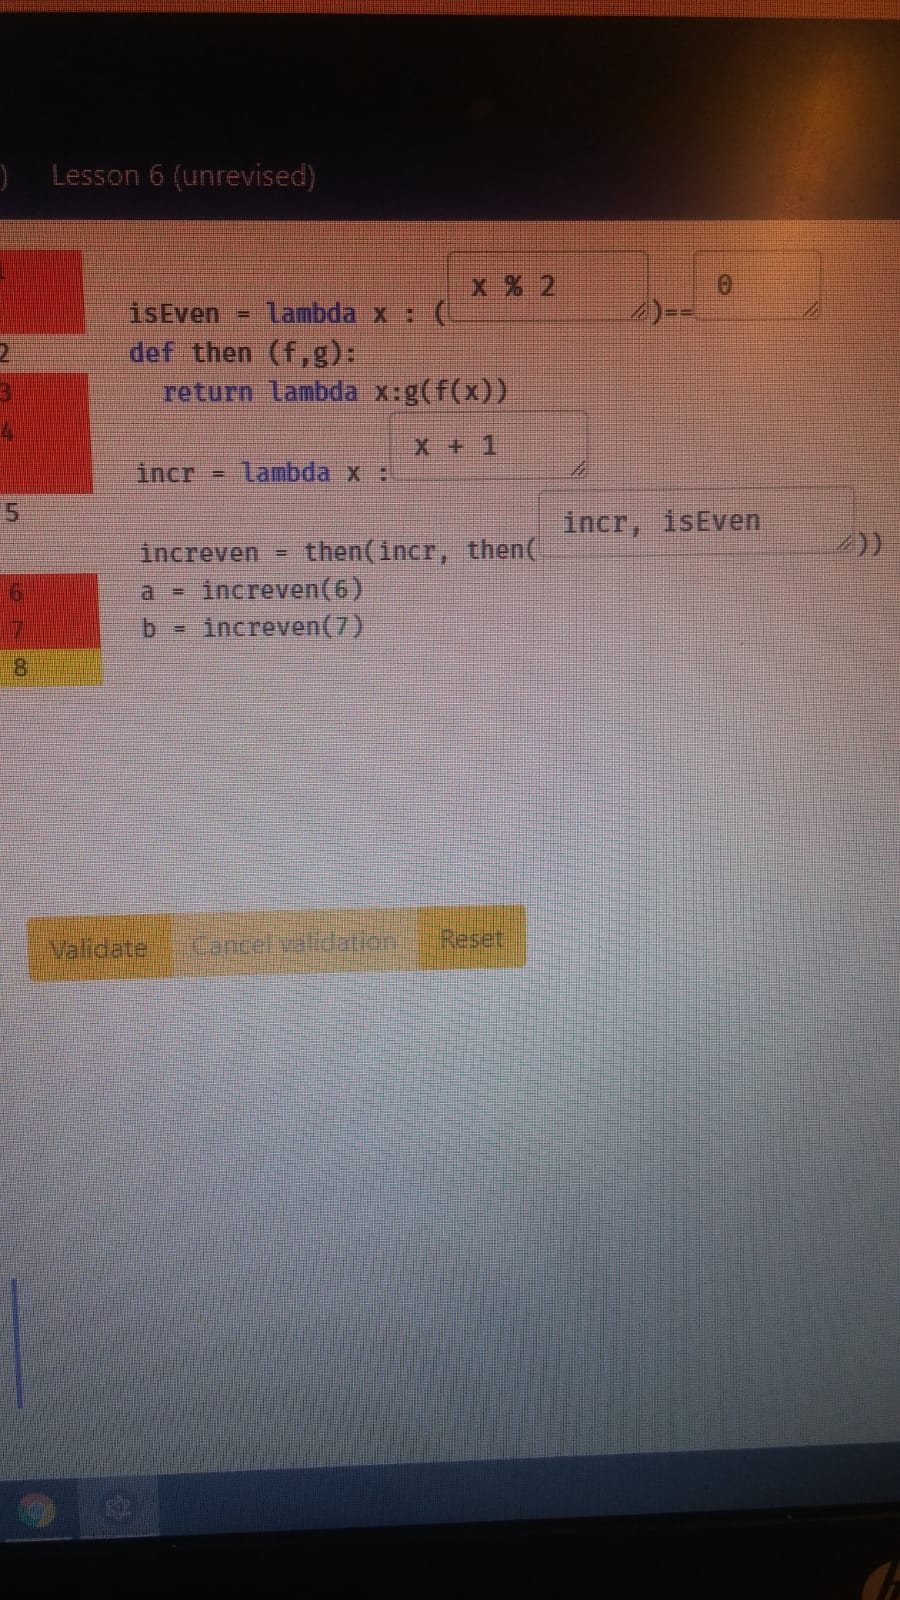 ) Lesson 6 (unrevised)
isEven = lambda x : ( x % 2 )== 0
2 def then (f,g):
3 return lambda x:g(f(x))
4
incr = lambda x : x + 1
5
increven = then(incr, then( incr, isEven ))
6 a = increven(6)
7 b = increven(7)
8
Validate Cancel validation Reset